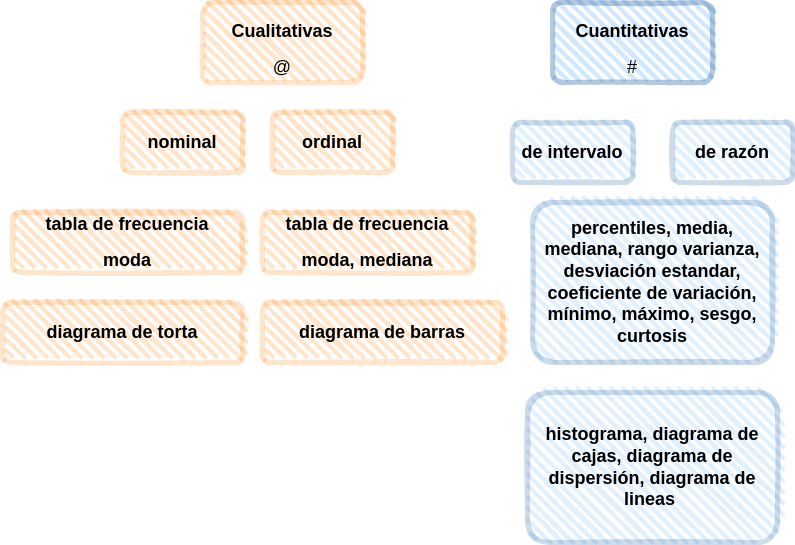 Cualitativas
@
Cuantitativas
#
nominal
ordinal
de intervalo
de razón
tabla de frecuencia
moda
tabla de frecuencia
moda, mediana
percentiles, media,
mediana, rango varianza,
desviación estandar,
coeficiente de variación,
mínimo, máximo, sesgo,
curtosis
diagrama de torta
diagrama de barras
histograma, diagrama de
cajas, diagrama de
dispersión, diagrama de
lineas